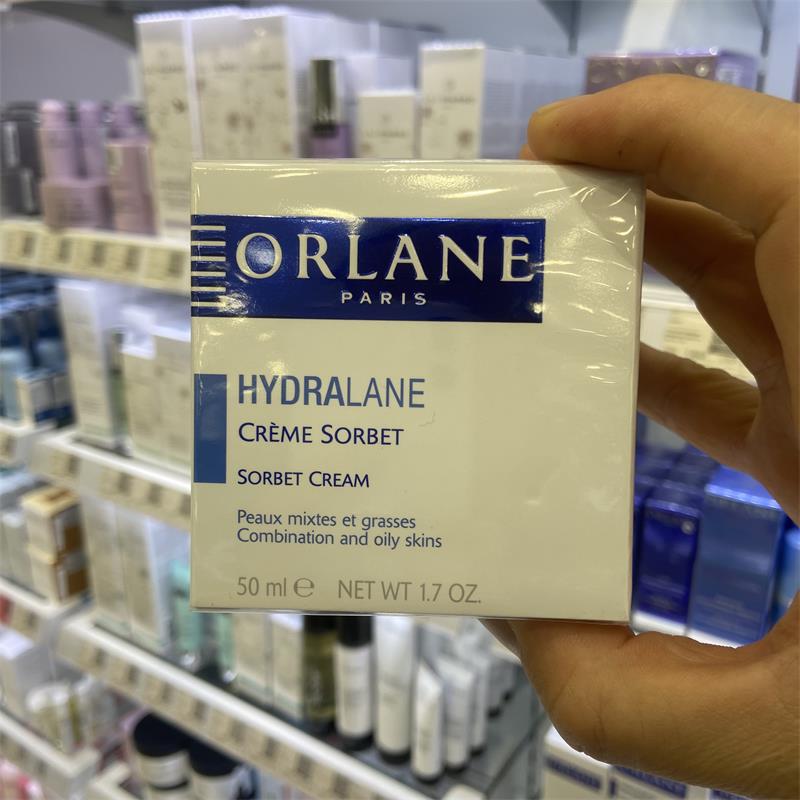 ORLANE
PARIS
HYDRALANE
CRÈME SORBET
SORBET CREAM
Peaux mixtes et grasses
Combination and oily skins
50 ml ℮ NET WT 1.7 OZ.